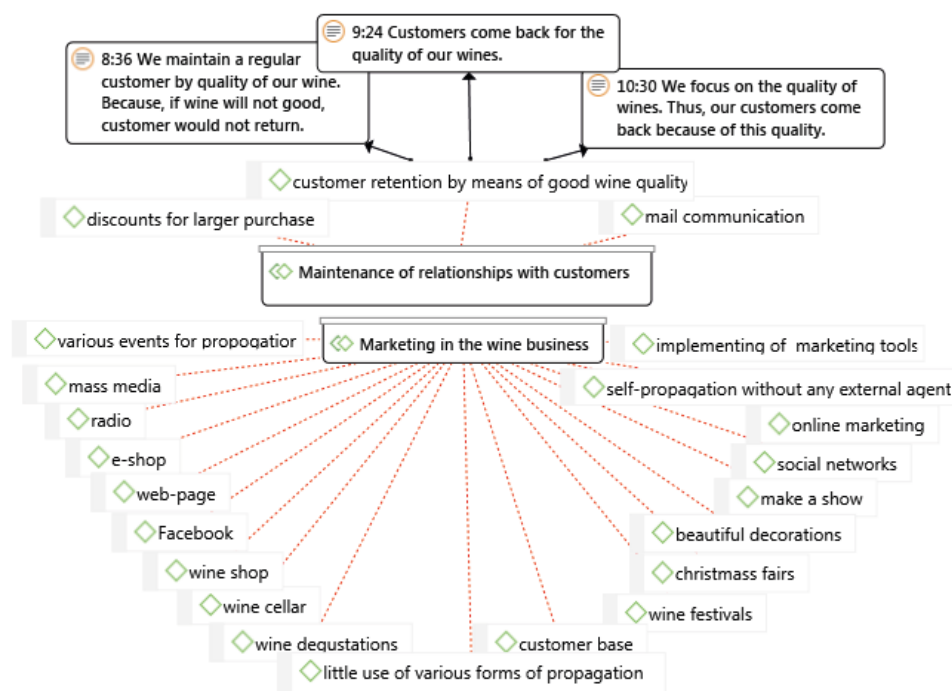 9:24 Customers come back for the
quality of our wines.
8:36 We maintain a regular
customer by quality of our wine.
Because, if wine will not good,
customer would not return.
10:30 We focus on the quality of
wines. Thus, our customers come
back because of this quality.
customer retention by means of good wine quality
discounts for larger purchase
mail communication
Maintenance of relationships with customers
various events for propogation
Marketing in the wine business
implementing of marketing tools
mass media
self-propagation without any external agent
radio
online marketing
e-shop
social networks
web-page
make a show
Facebook
beautiful decorations
wine shop
christmass fairs
wine cellar
wine festivals
wine degustations
customer base
little use of various forms of propagation